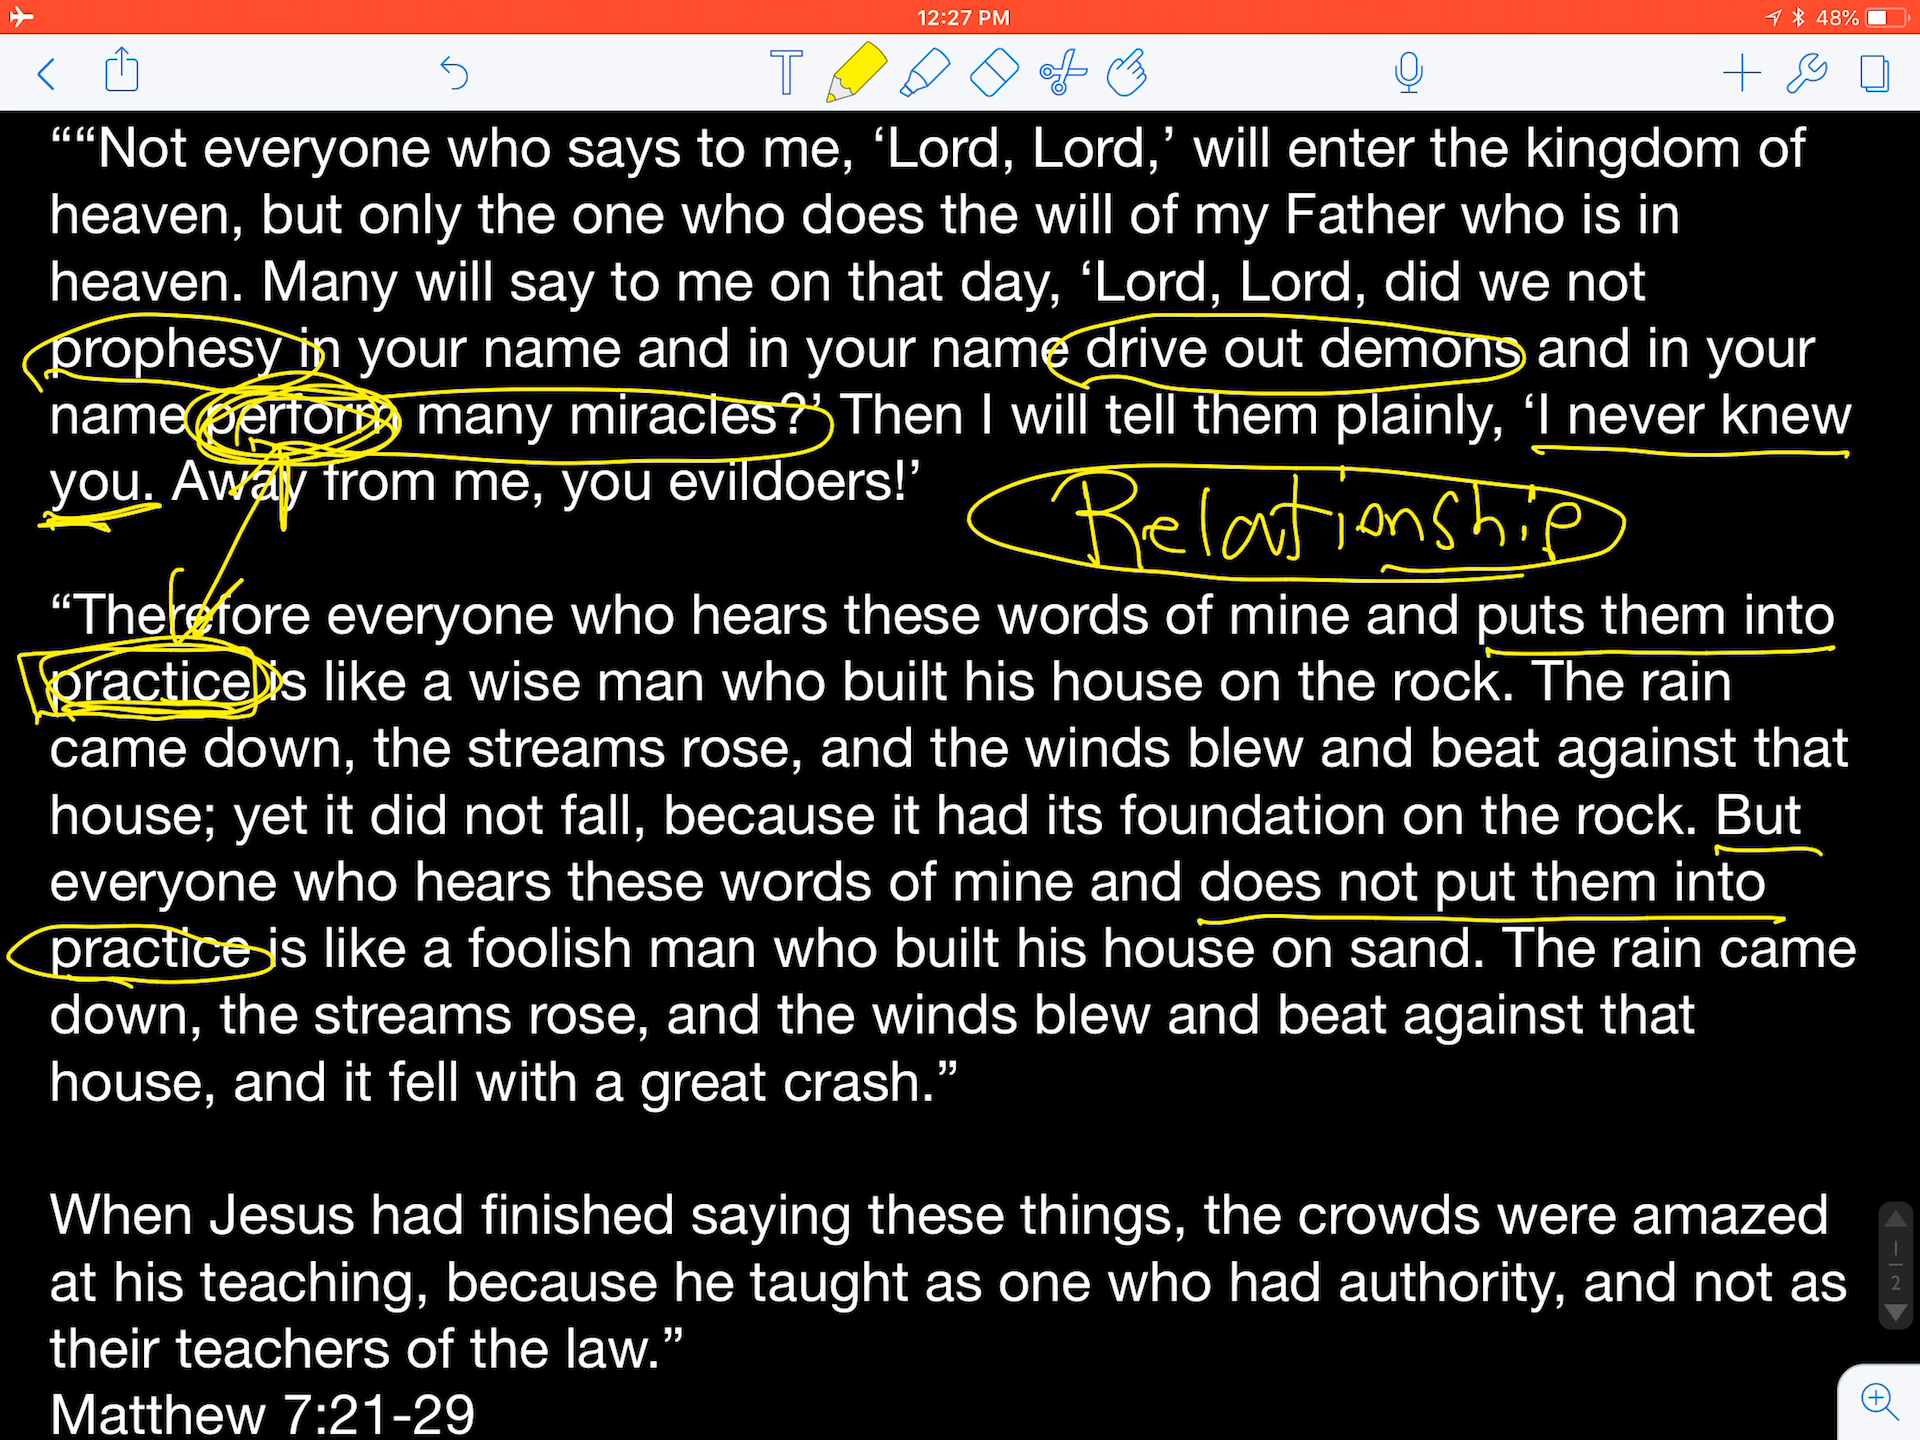 12:27 PM
48%
T
““Not everyone who says to me, ‘Lord, Lord,’ will enter the kingdom of
heaven, but only the one who does the will of my Father who is in
heaven. Many will say to me on that day, ‘Lord, Lord, did we not
prophesy in your name and in your name drive out demons and in your
name perform many miracles?’ Then I will tell them plainly, ‘I never knew
you. Away from me, you evildoers!’
Relationship
“Therefore everyone who hears these words of mine and puts them into
practice is like a wise man who built his house on the rock. The rain
came down, the streams rose, and the winds blew and beat against that
house; yet it did not fall, because it had its foundation on the rock. But
everyone who hears these words of mine and does not put them into
practice is like a foolish man who built his house on sand. The rain came
down, the streams rose, and the winds blew and beat against that
house, and it fell with a great crash.”
When Jesus had finished saying these things, the crowds were amazed
at his teaching, because he taught as one who had authority, and not as
their teachers of the law.”
Matthew 7:21-29
1
2